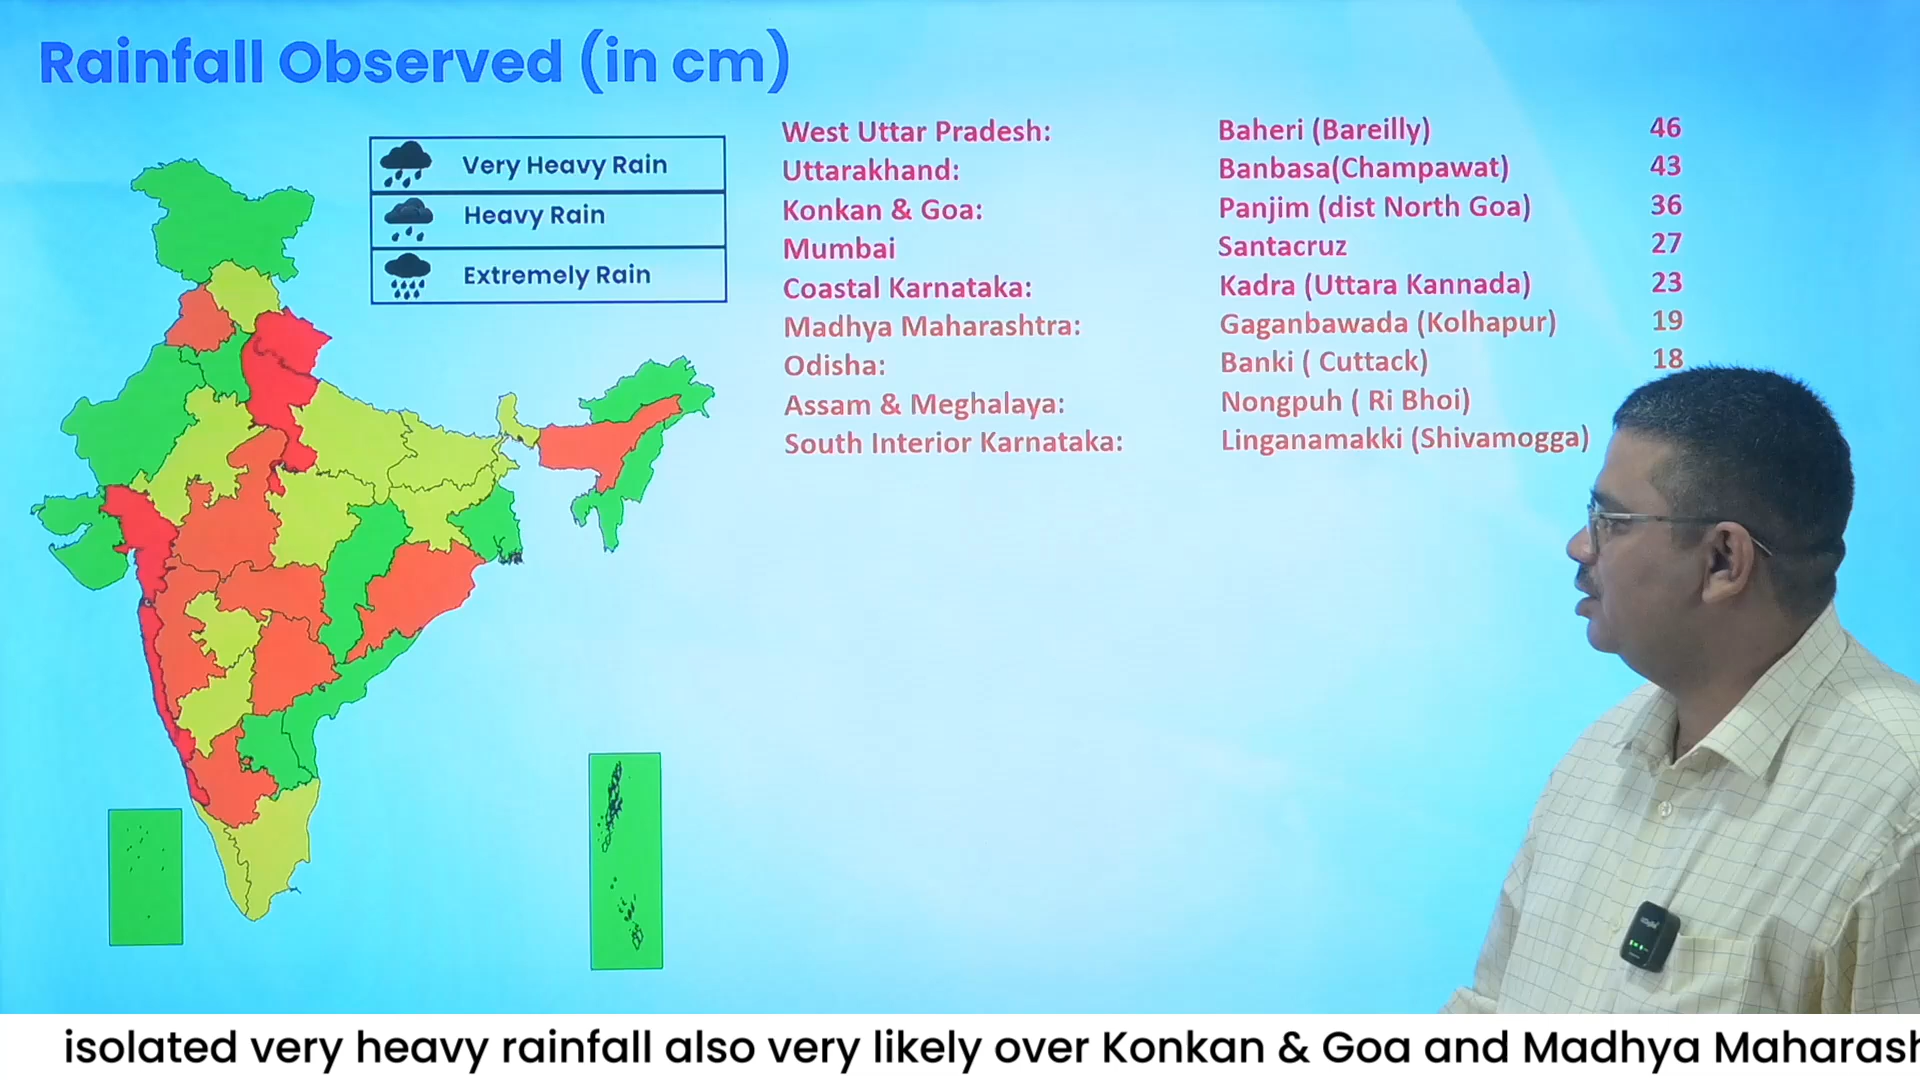 Rainfall Observed (in cm)
Very Heavy Rain
Heavy Rain
Extremely Rain
West Uttar Pradesh: Baheri (Bareilly) 46
Uttarakhand: Banbasa(Champawat) 43
Konkan & Goa: Panjim (dist North Goa) 36
Mumbai Santacruz 27
Coastal Karnataka: Kadra (Uttara Kannada) 23
Madhya Maharashtra: Gaganbawada (Kolhapur) 19
Odisha: Banki ( Cuttack) 18
Assam & Meghalaya: Nongpuh ( Ri Bhoi)
South Interior Karnataka: Linganamakki (Shivamogga)
isolated very heavy rainfall also very likely over Konkan & Goa and Madhya Maharash